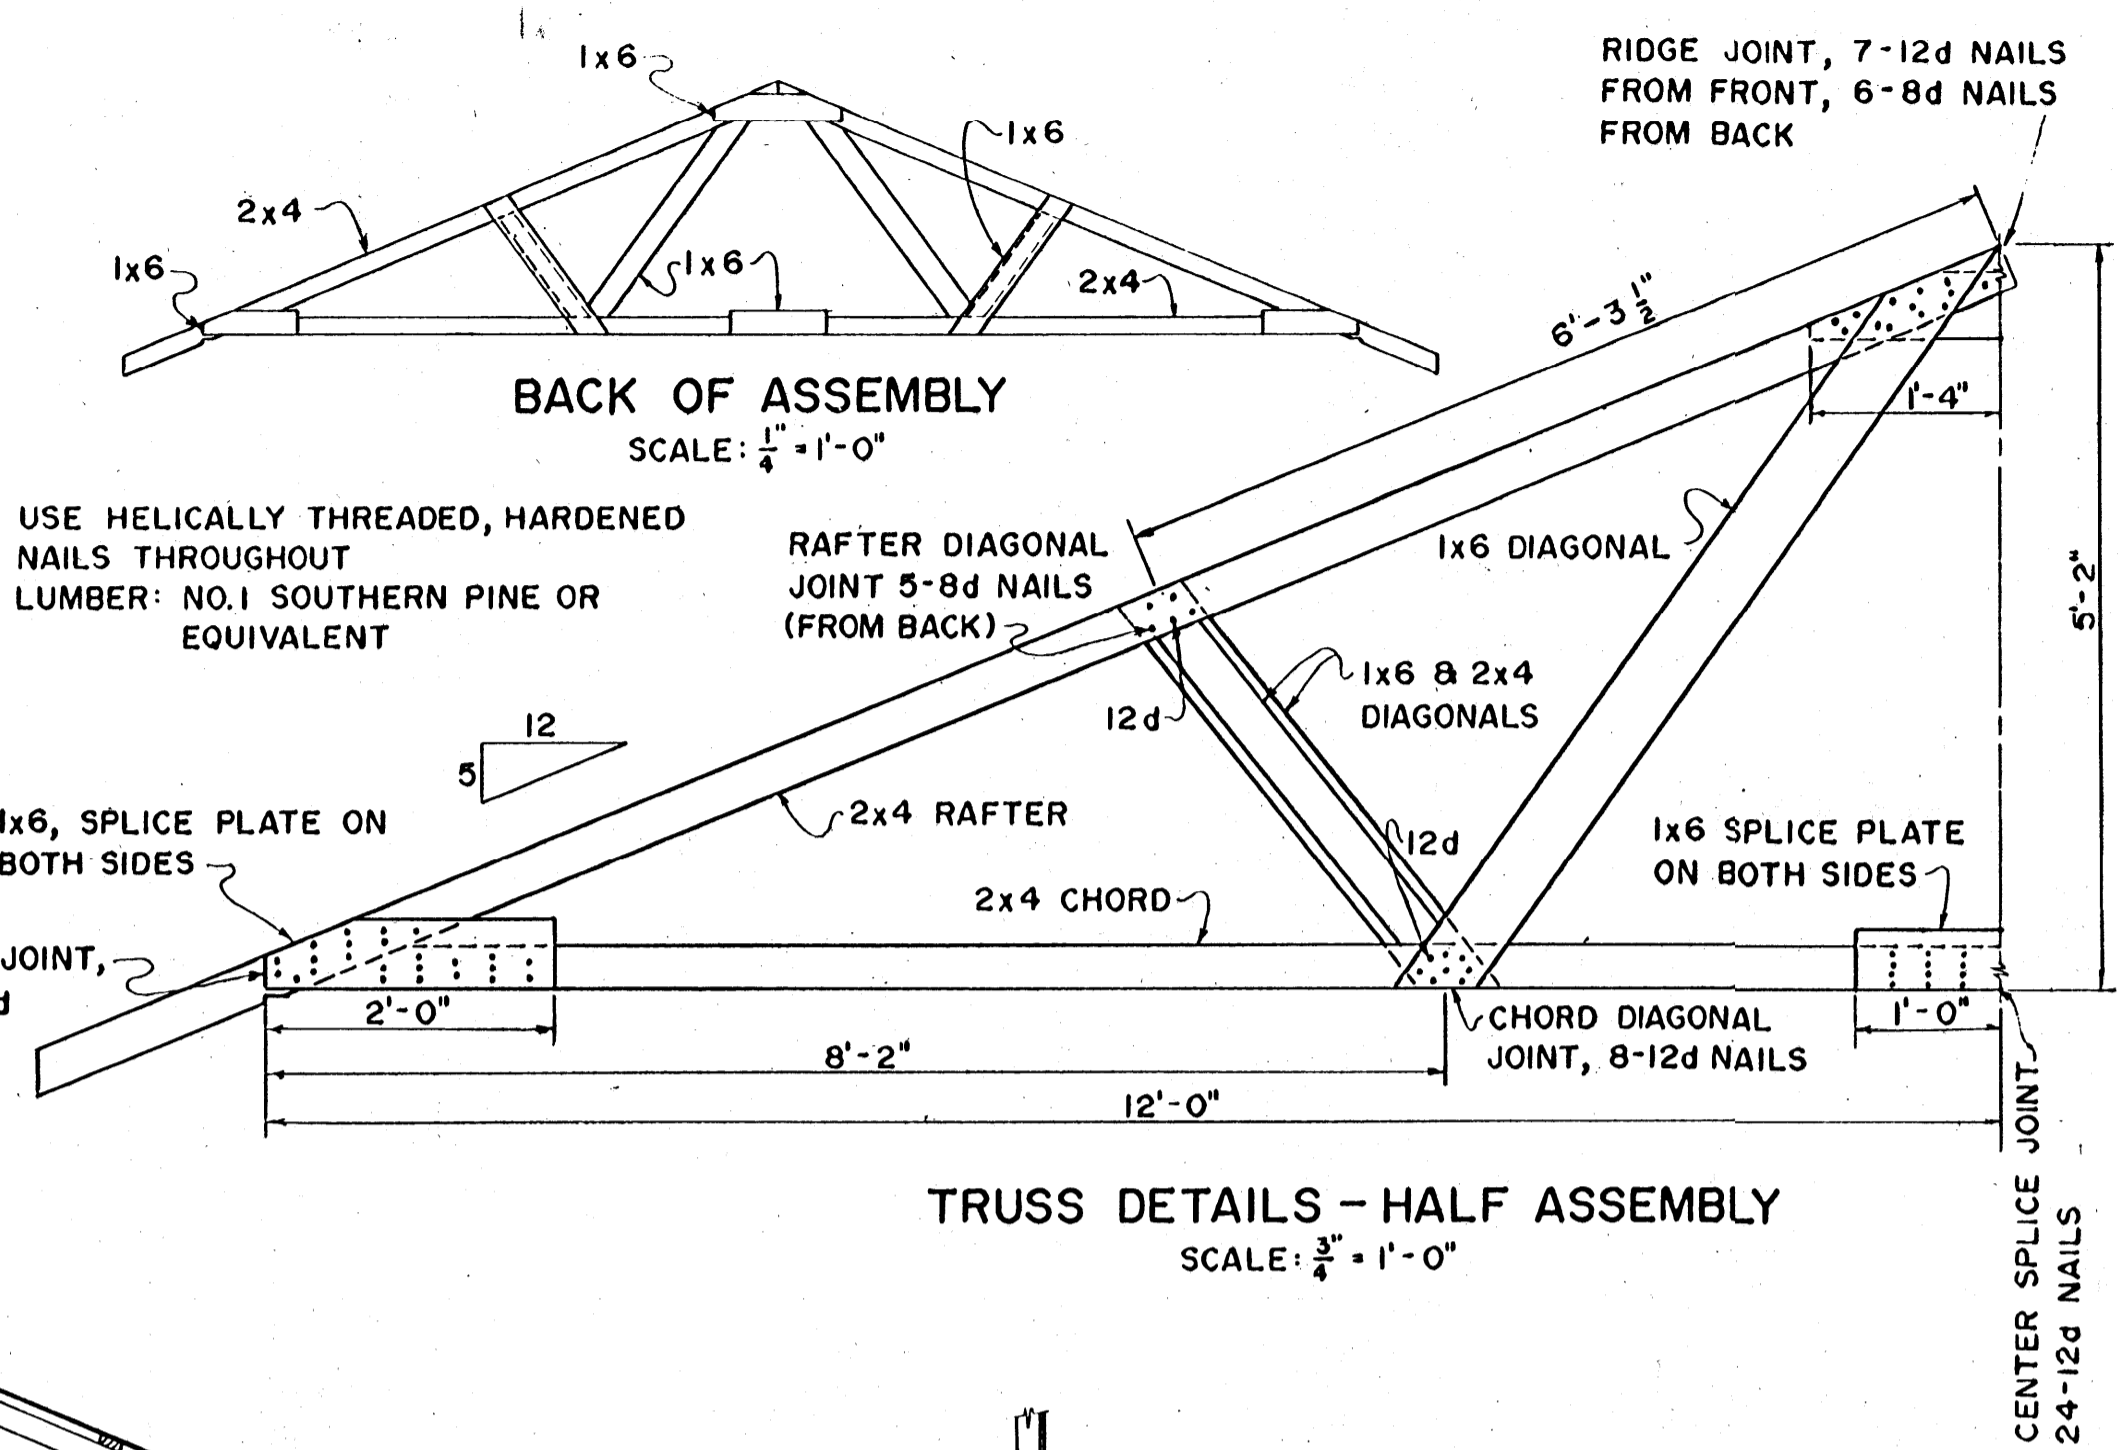 1x6
1x6
2x4
1x6
1x6
2x4
BACK OF ASSEMBLY
SCALE: 1/4" = 1'-0"
RIDGE JOINT, 7-12d NAILS
FROM FRONT, 6-8d NAILS
FROM BACK
USE HELICALLY THREADED, HARDENED
NAILS THROUGHOUT
LUMBER: NO.1 SOUTHERN PINE OR
EQUIVALENT
6'-3 1/2"
1'-4"
5'-2"
RAFTER DIAGONAL
JOINT 5-8d NAILS
(FROM BACK)
1x6 DIAGONAL
12d
1x6 & 2x4
DIAGONALS
12
5
2x4 RAFTER
12d
1x6, SPLICE PLATE ON
BOTH SIDES
1x6 SPLICE PLATE
ON BOTH SIDES
2x4 CHORD
JOINT,
d
2'-0"
1'-0"
CHORD DIAGONAL
JOINT, 8-12d NAILS
8'-2"
12'-0"
CENTER SPLICE JOINT
24-12d NAILS
TRUSS DETAILS - HALF ASSEMBLY
SCALE: 3/4" = 1'-0"